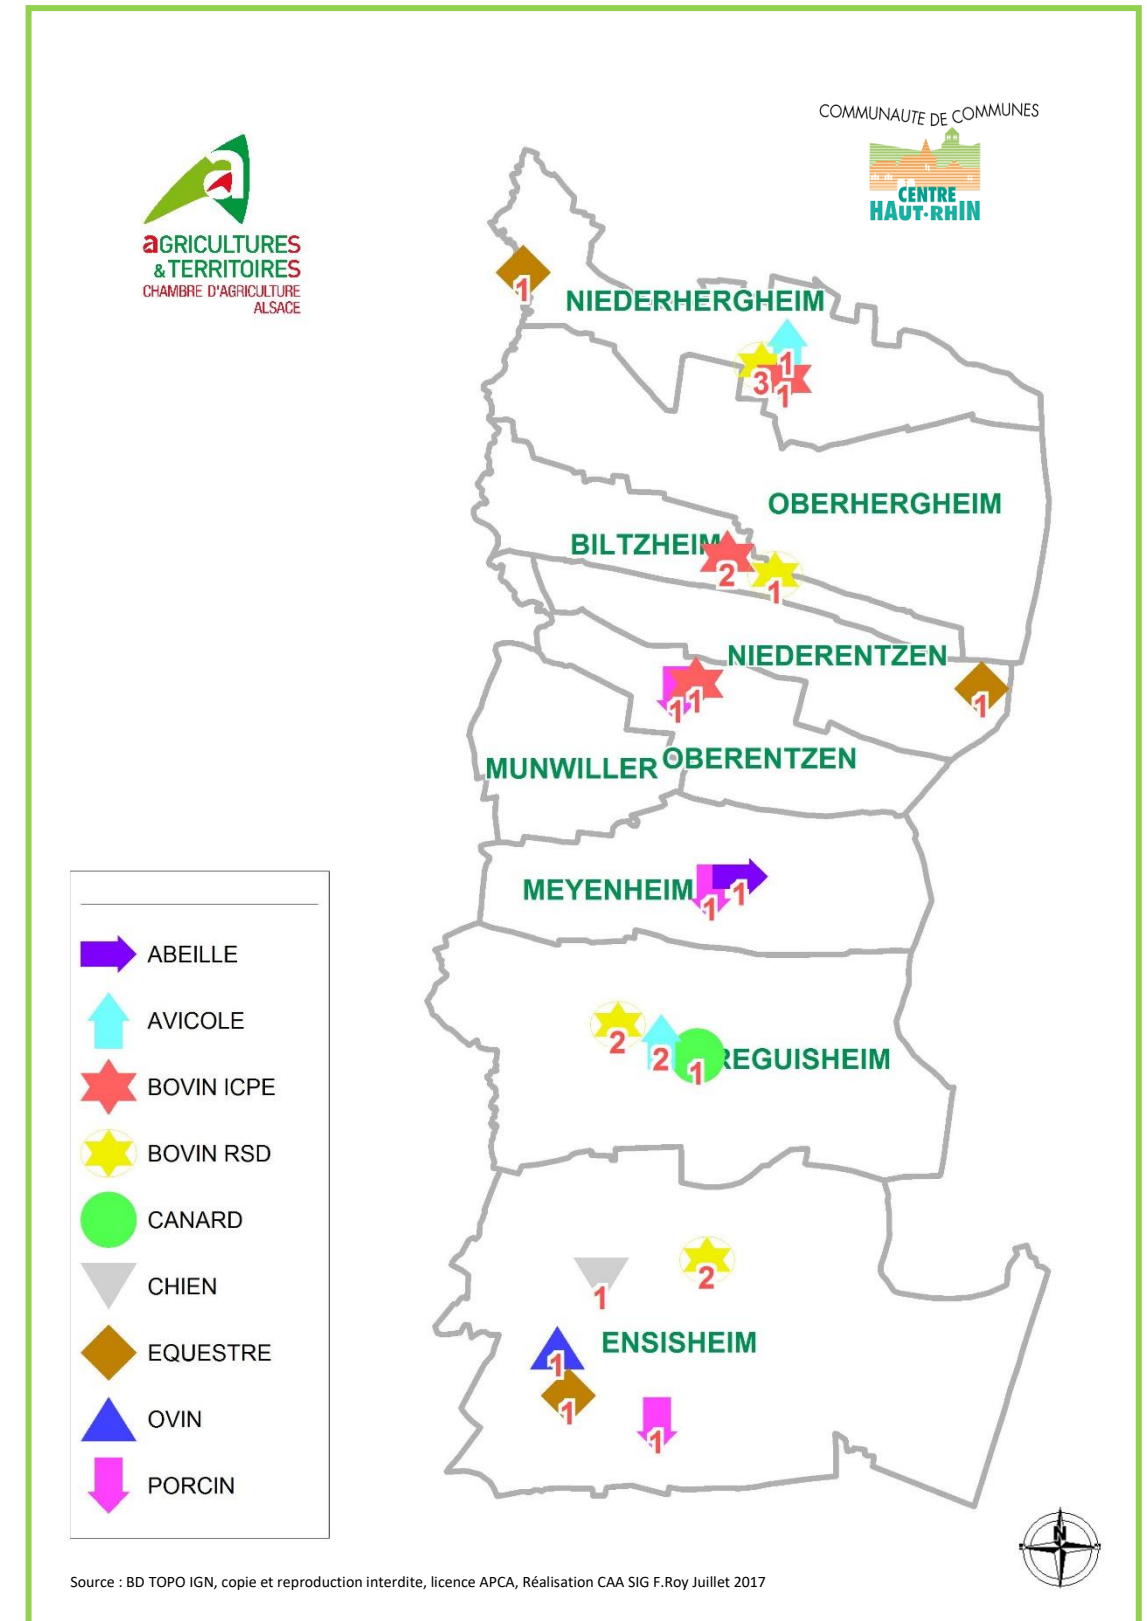 COMMUNAUTE DE COMMUNES
CENTRE
HAUT-RHIN
a
aGRICULTURES
& TERRITOIRES
CHAMBRE D'AGRICULTURE
ALSACE
1
NIEDERHERGHEIM
1
3
1
OBERHERGHEIM
BILTZHEIM
2
1
NIEDERENTZEN
1
1
1
MUNWILLER
OBERENTZEN
MEYENHEIM
1
1
2
2
1
REGUISHEIM
2
1
ENSISHEIM
1
1
1
ABEILLE
AVICOLE
BOVIN ICPE
BOVIN RSD
CANARD
CHIEN
EQUESTRE
OVIN
PORCIN
N
Source : BD TOPO IGN, copie et reproduction interdite, licence APCA, Réalisation CAA SIG F.Roy Juillet 2017